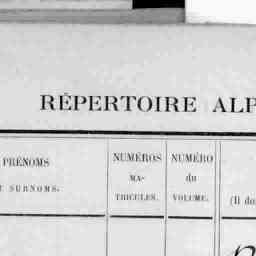 RÉPERTOIRE ALP
PRÉNOMS
T SURNOMS.
NUMÉROS
MA-
TRICULES.
NUMÉRO
du
VOLUME.
(Il do